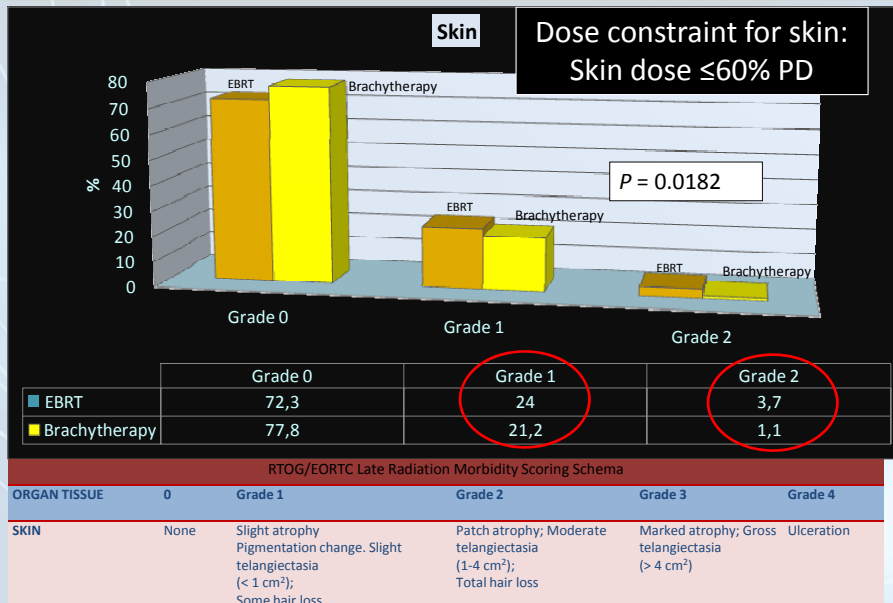 Skin
Dose constraint for skin:
Skin dose ≤60% PD
80
70
60
50
40
30
20
10
0
%
EBRT
Brachytherapy
EBRT
Brachytherapy
EBRT
Brachytherapy
P = 0.0182
Grade 0
Grade 1
Grade 2
Grade 0 Grade 1 Grade 2
EBRT 72,3 24 3,7
Brachytherapy 77,8 21,2 1,1
RTOG/EORTC Late Radiation Morbidity Scoring Schema
ORGAN TISSUE 0 Grade 1 Grade 2 Grade 3 Grade 4
SKIN None Slight atrophy Patch atrophy; Moderate Marked atrophy; Gross Ulceration
Pigmentation change. Slight telangiectasia telangiectasia
telangiectasia (1-4 cm²); (> 4 cm²)
(< 1 cm²); Total hair loss
Some hair loss